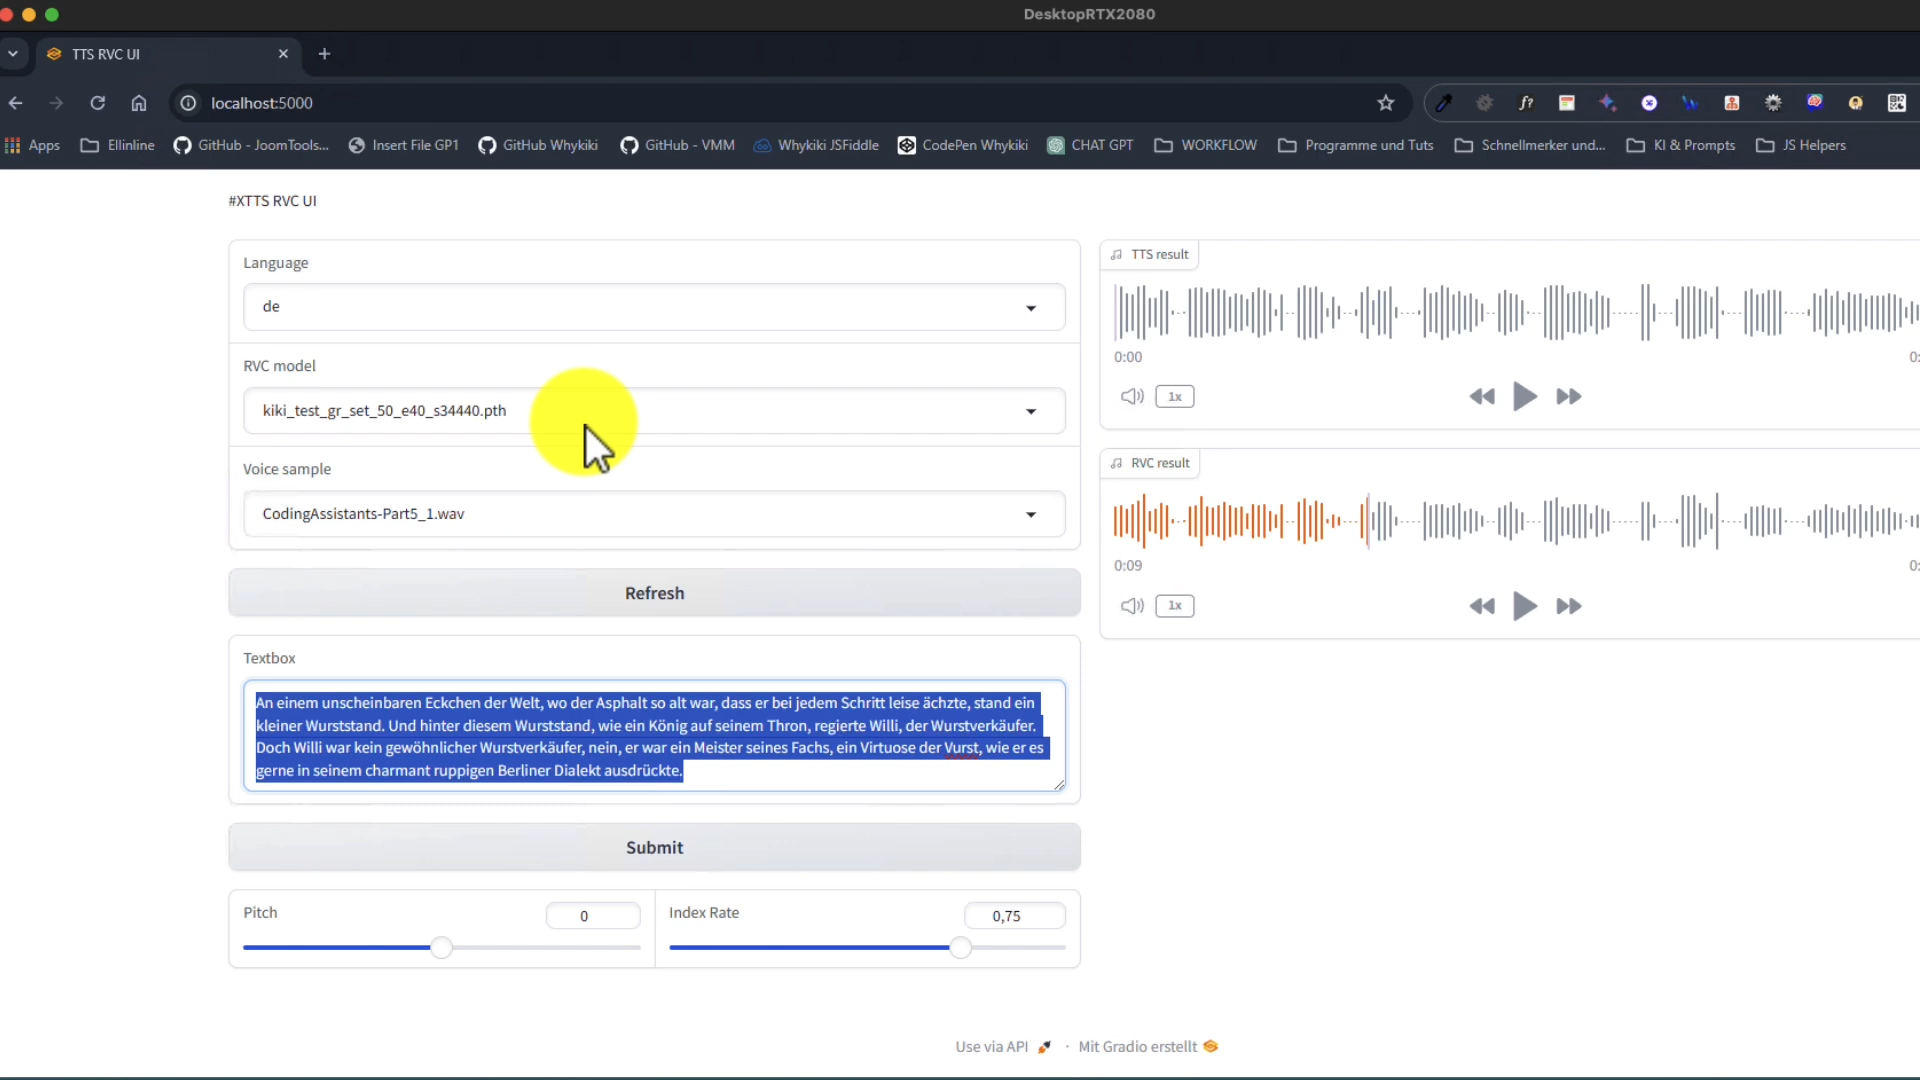 DesktopRTX2080
TTS RVC UI
localhost:5000
Apps
Ellinline
GitHub - JoomTools...
Insert File GP1
GitHub Whykiki
GitHub - VMM
Whykiki JSFiddle
CodePen Whykiki
CHAT GPT
WORKFLOW
Programme und Tuts
Schnellmerker und...
KI & Prompts
JS Helpers
#XTTS RVC UI
Language
de
RVC model
kiki_test_gr_set_50_e40_s34440.pth
Voice sample
CodingAssistants-Part5_1.wav
Refresh
Textbox
An einem unscheinbaren Eckchen der Welt, wo der Asphalt so alt war, dass er bei jedem Schritt leise ächzte, stand ein
kleiner Wurststand. Und hinter diesem Wurststand, wie ein König auf seinem Thron, regierte Willi, der Wurstverkäufer.
Doch Willi war kein gewöhnlicher Wurstverkäufer, nein, er war ein Meister seines Fachs, ein Virtuose der Vurst, wie er es
gerne in seinem charmant ruppigen Berliner Dialekt ausdrückte.
Submit
Pitch
0
Index Rate
0,75
TTS result
0:00
0:
1x
RVC result
0:09
0:
1x
Use via API
·
Mit Gradio erstellt